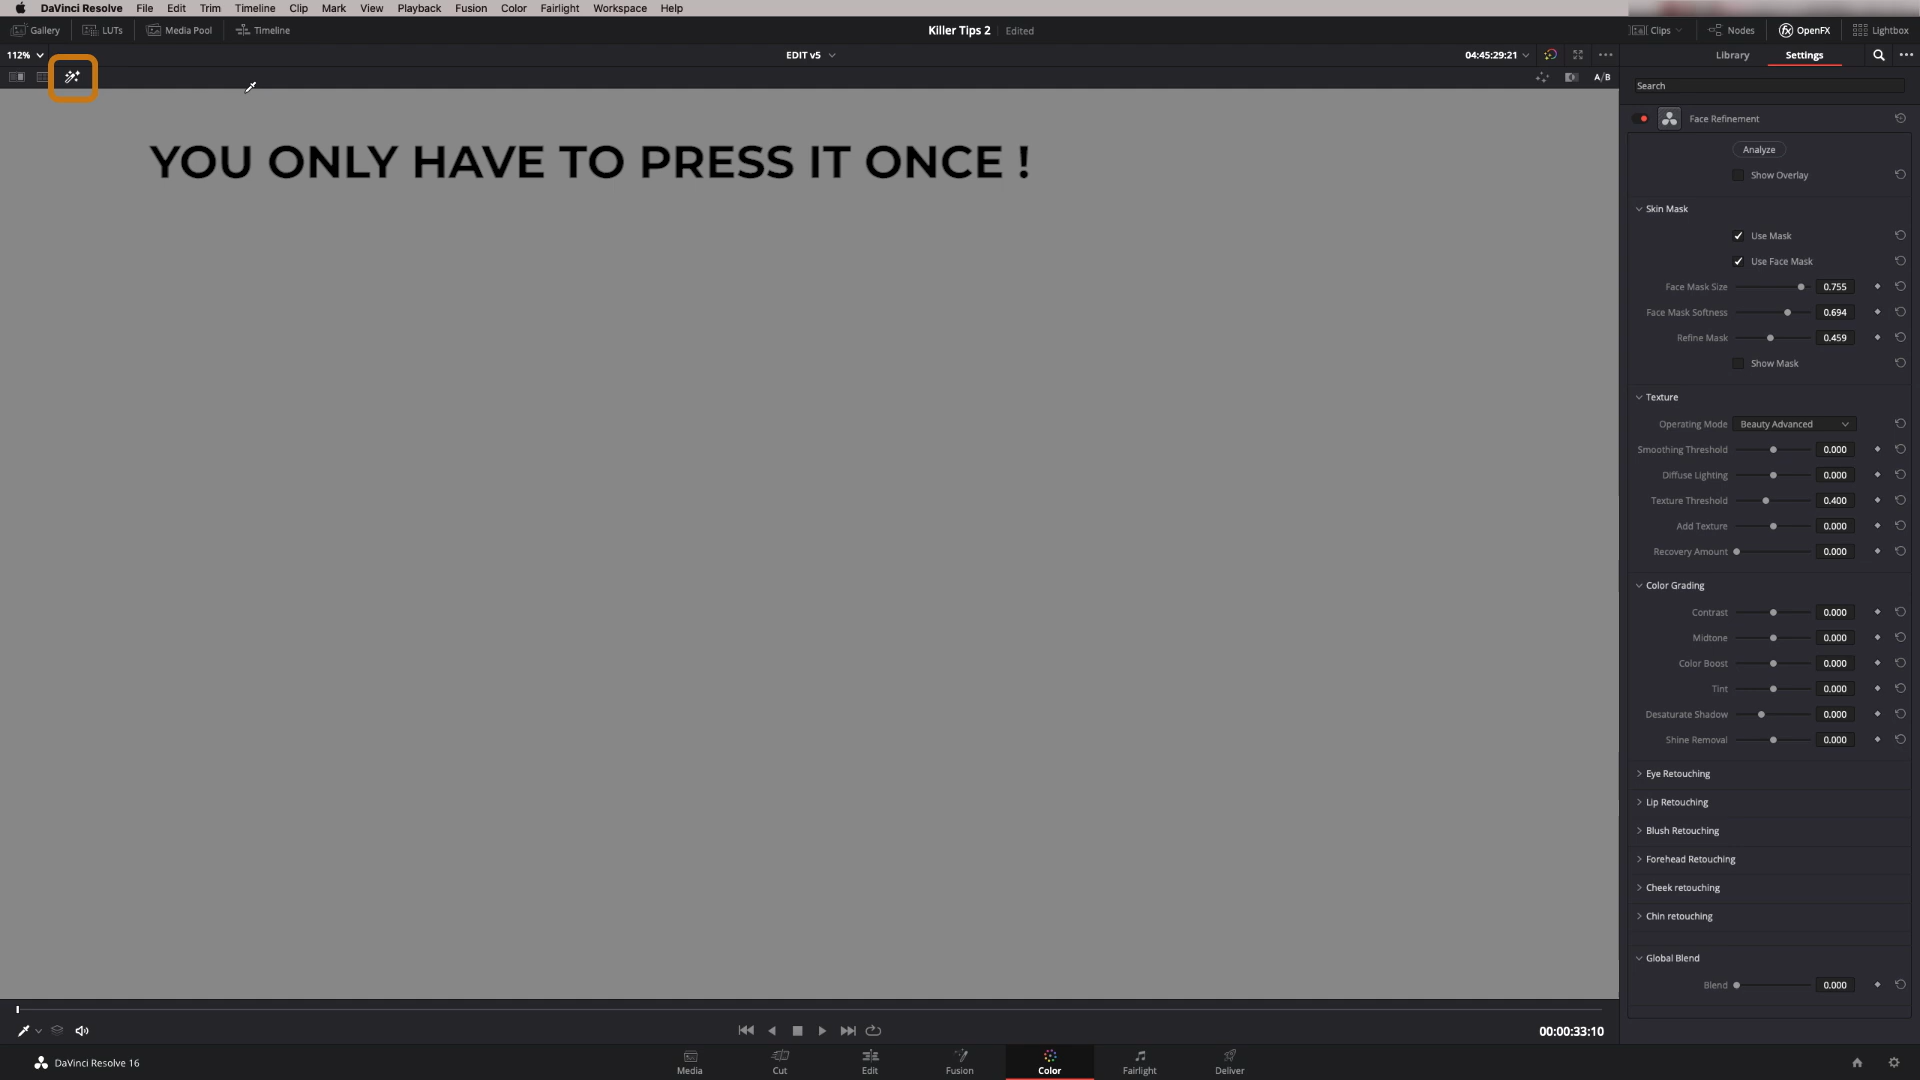 DaVinci Resolve File Edit Trim Timeline Clip Mark View Playback Fusion Color Fairlight Workspace Help
Gallery LUTs Media Pool Timeline Killer Tips 2 Edited Clips Nodes OpenFX Lightbox
112% EDIT v5 04:45:29:21 Library Settings
A/B
Search
Face Refinement
YOU ONLY HAVE TO PRESS IT ONCE !
Analyze
Show Overlay
Skin Mask
Use Mask
Use Face Mask
Face Mask Size 0.755
Face Mask Softness 0.694
Refine Mask 0.459
Show Mask
Texture
Operating Mode Beauty Advanced
Smoothing Threshold 0.000
Diffuse Lighting 0.000
Texture Threshold 0.400
Add Texture 0.000
Recovery Amount 0.000
Color Grading
Contrast 0.000
Midtone 0.000
Color Boost 0.000
Tint 0.000
Desaturate Shadow 0.000
Shine Removal 0.000
Eye Retouching
Lip Retouching
Blush Retouching
Forehead Retouching
Cheek retouching
Chin retouching
Global Blend
Blend 0.000
00:00:33:10
DaVinci Resolve 16 Media Cut Edit Fusion Color Fairlight Deliver